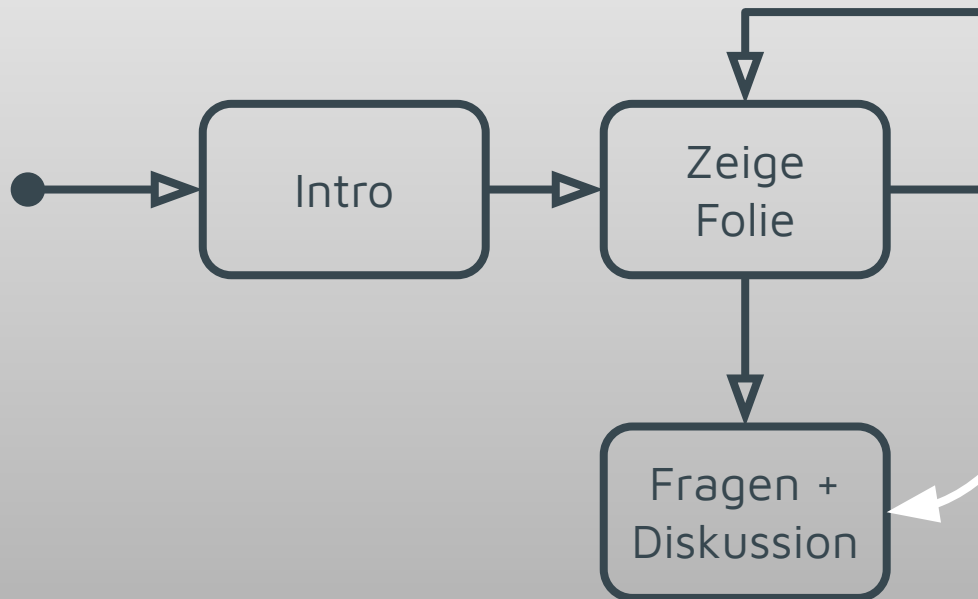 Intro
Zeige
Folie
Fragen +
Diskussion